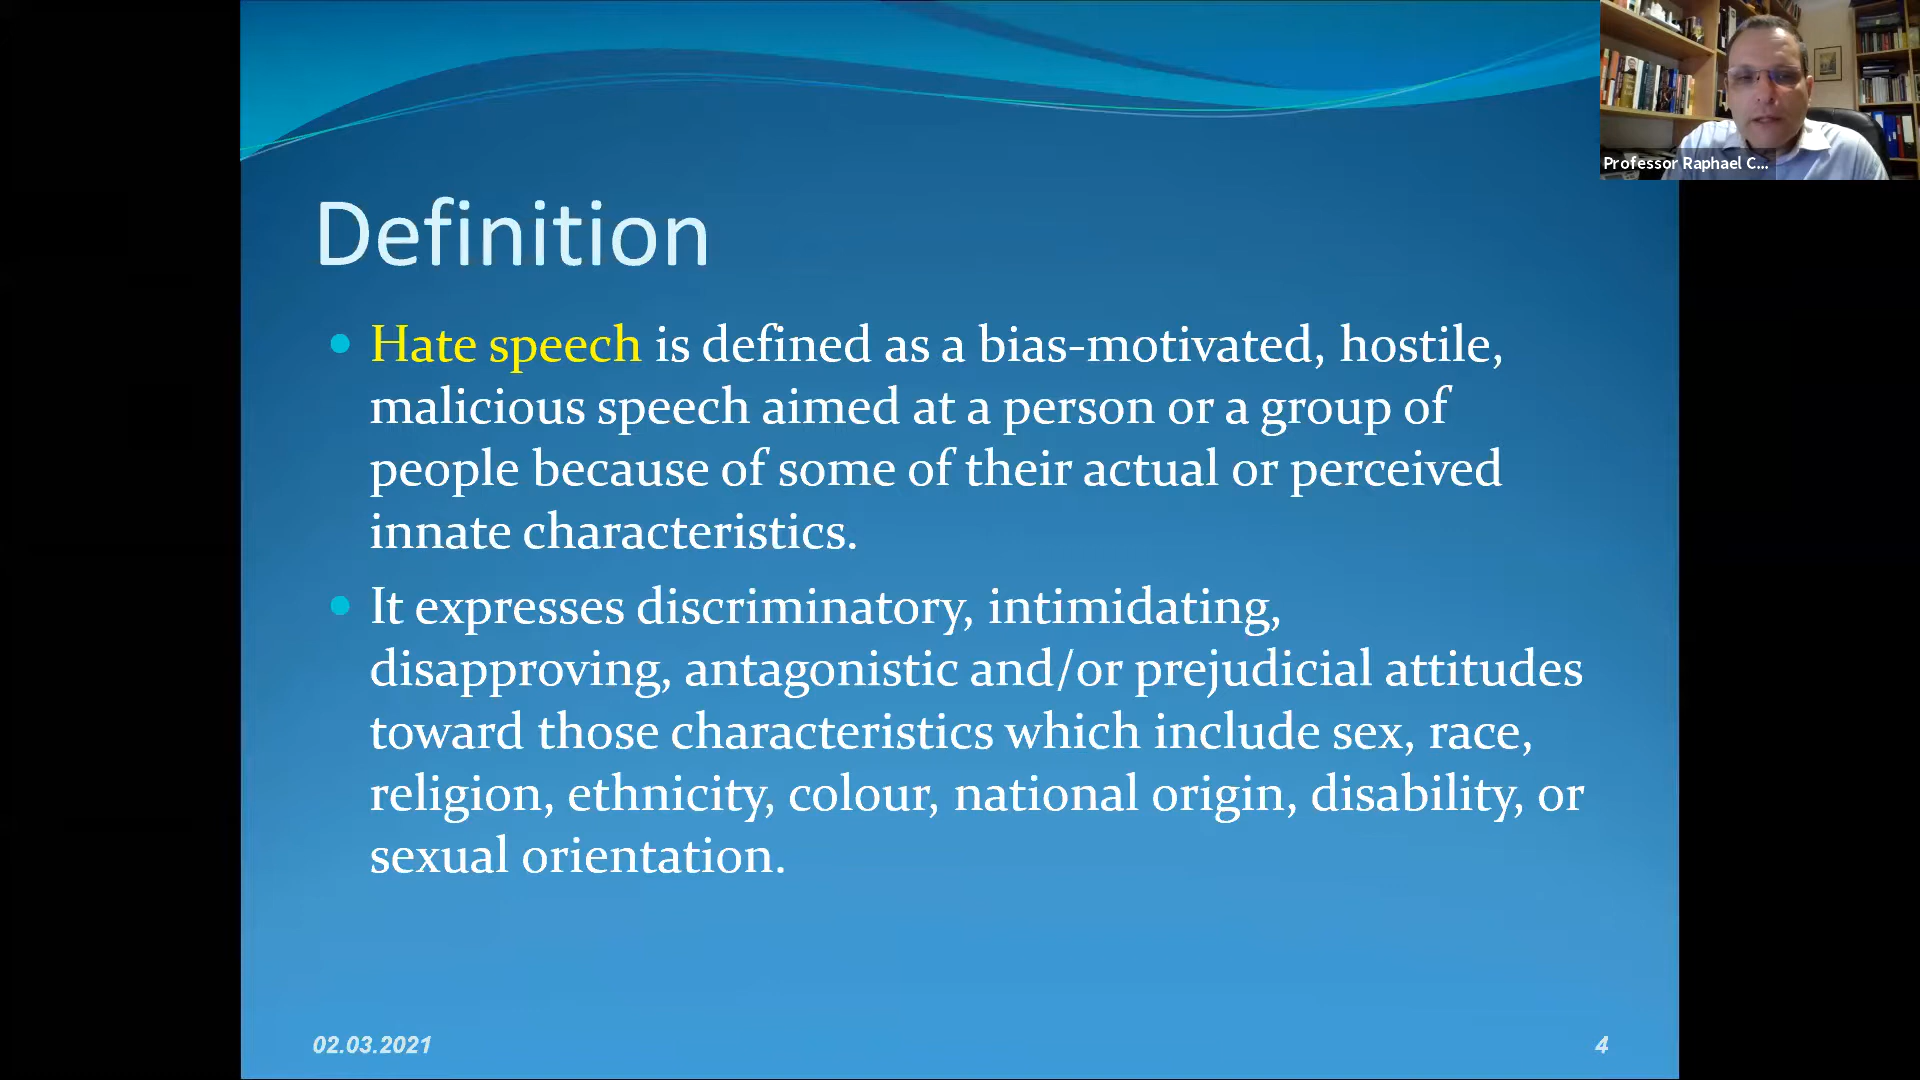 Professor Raphael C...
Definition
Hate speech is defined as a bias-motivated, hostile,
malicious speech aimed at a person or a group of
people because of some of their actual or perceived
innate characteristics.
It expresses discriminatory, intimidating,
disapproving, antagonistic and/or prejudicial attitudes
toward those characteristics which include sex, race,
religion, ethnicity, colour, national origin, disability, or
sexual orientation.
02.03.2021
4